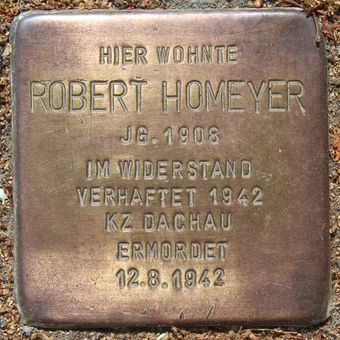 HIER WOHNTE
ROBERT HOMEYER
JG. 1908
IM WIDERSTAND
VERHAFTET 1942
KZ DACHAU
ERMORDET
12.8.1942